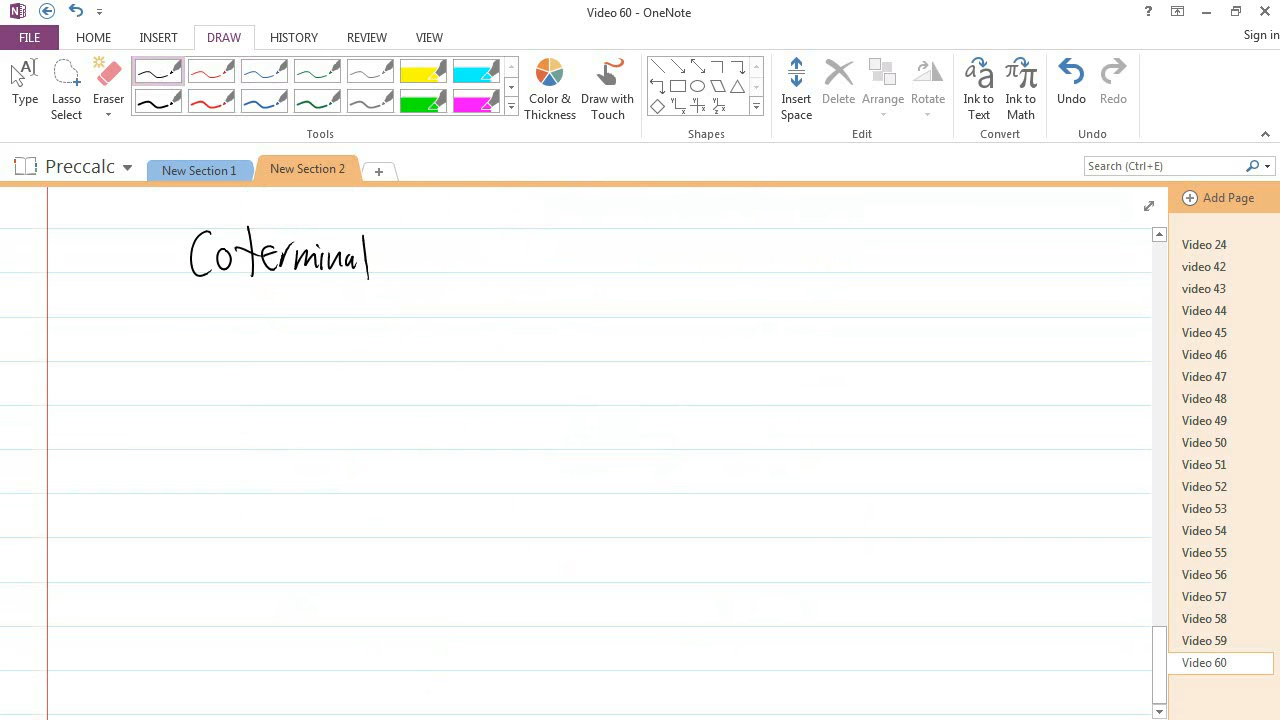 Video 60 - OneNote
?
Sign in
FILE HOME INSERT DRAW HISTORY REVIEW VIEW
Type
Lasso Select
Eraser
Color & Thickness
Draw with Touch
Insert Space
Delete
Arrange
Rotate
Ink to Text
Ink to Math
Undo
Redo
Tools
Shapes
Edit
Convert
Undo
Preccalc
New Section 1
New Section 2
Search (Ctrl+E)
Add Page
Coterminal
Video 24
video 42
video 43
Video 44
Video 45
Video 46
Video 47
Video 48
Video 49
Video 50
Video 51
Video 52
Video 53
Video 54
Video 55
Video 56
Video 57
Video 58
Video 59
Video 60